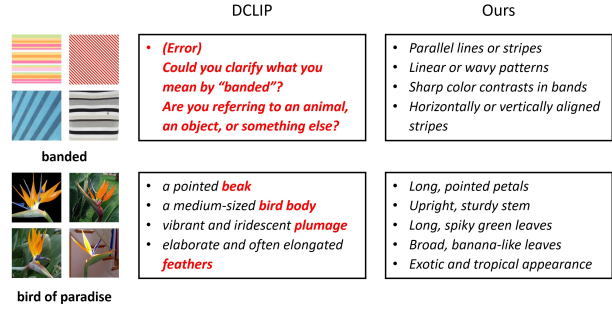 DCLIP
Ours
banded
• (Error)
Could you clarify what you
mean by “banded”?
Are you referring to an animal,
an object, or something else?
• Parallel lines or stripes
• Linear or wavy patterns
• Sharp color contrasts in bands
• Horizontally or vertically aligned
stripes
bird of paradise
• a pointed beak
• a medium-sized bird body
• vibrant and iridescent plumage
• elaborate and often elongated
feathers
• Long, pointed petals
• Upright, sturdy stem
• Long, spiky green leaves
• Broad, banana-like leaves
• Exotic and tropical appearance